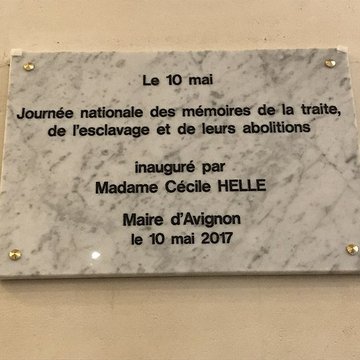 Le 10 mai
Journée nationale des mémoires de la traite,
de l'esclavage et de leurs abolitions
inauguré par
Madame Cécile HELLE
Maire d'Avignon
le 10 mai 2017